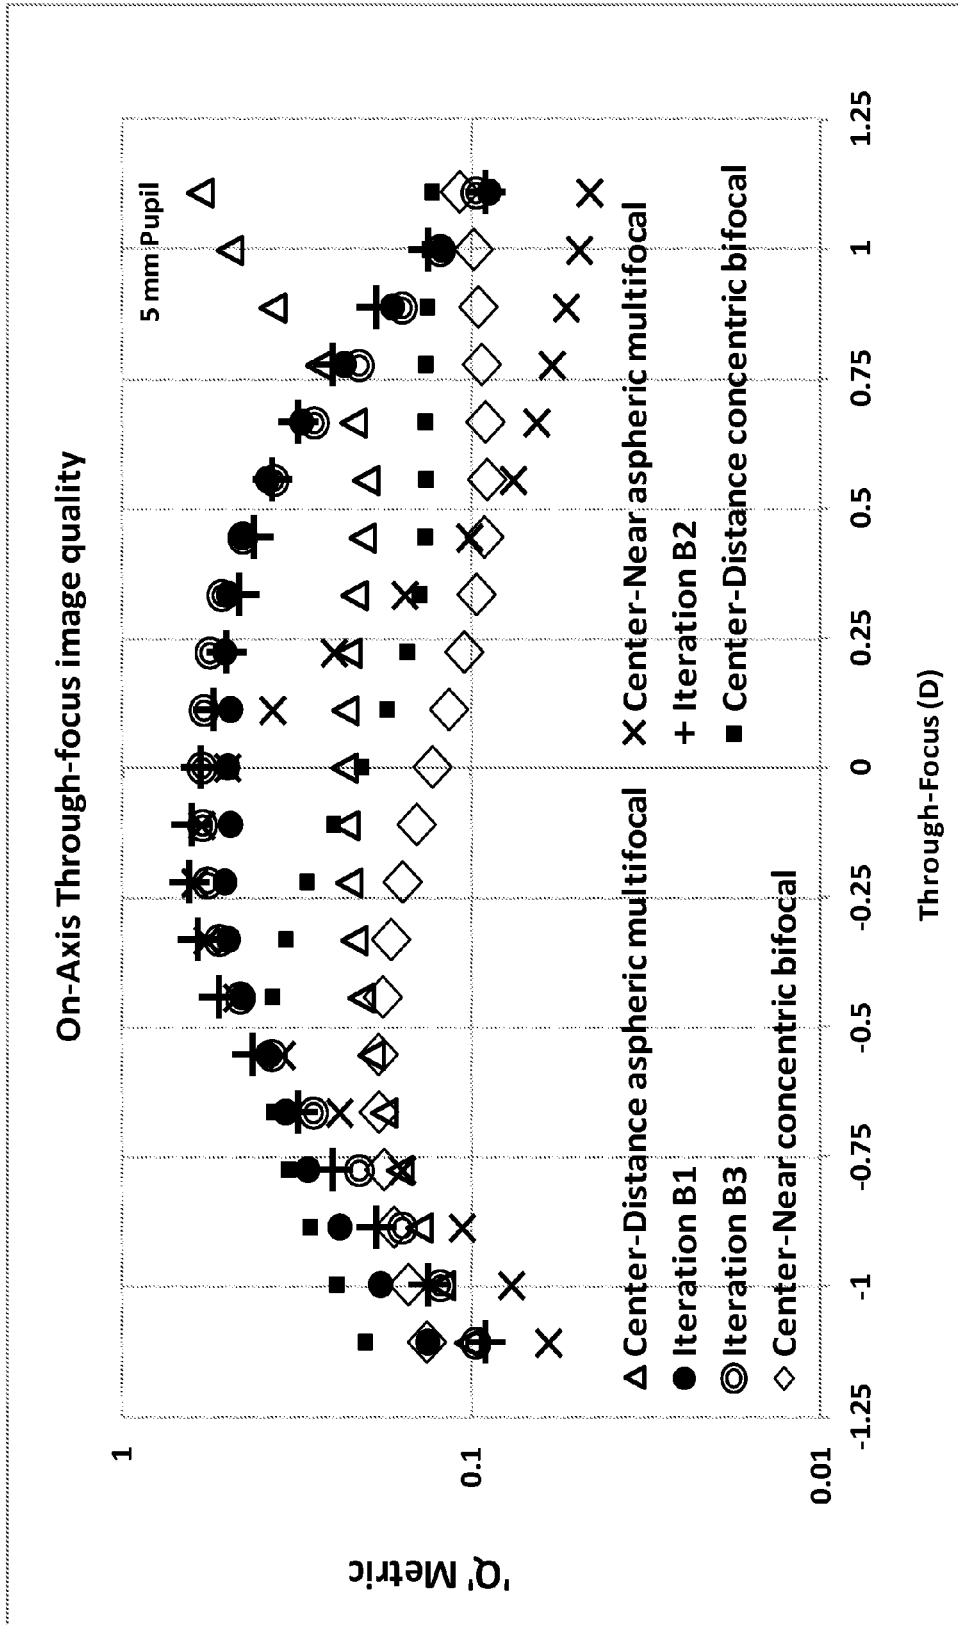 On-Axis Through-focus image quality
5 mm Pupil
'Q' Metric
1
0.1
0.01
-1.25
-1
-0.75
-0.5
-0.25
0
0.25
0.5
0.75
1
1.25
Through-Focus (D)
Center-Distance aspheric multifocal
Center-Near aspheric multifocal
Iteration B1
Iteration B2
Iteration B3
Center-Distance concentric bifocal
Center-Near concentric bifocal